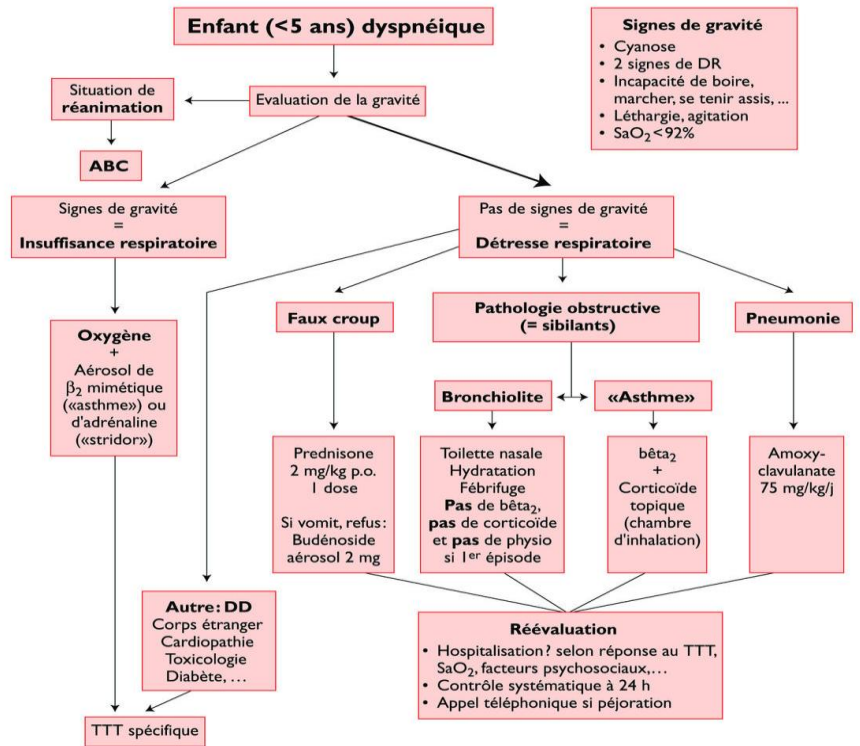 Enfant (<5 ans) dyspnéique
Signes de gravité
• Cyanose
• 2 signes de DR
• Incapacité de boire,
marcher, se tenir assis, ...
• Léthargie, agitation
• SaO₂<92%
Situation de
réanimation
Evaluation de la gravité
ABC
Signes de gravité
=
Insuffisance respiratoire
Pas de signes de gravité
=
Détresse respiratoire
Oxygène
+
Aérosol de
β₂ mimétique
(«asthme») ou
d'adrénaline
(«stridor»)
Faux croup
Pathologie obstructive
(= sibilants)
Pneumonie
Bronchiolite
«Asthme»
Prednisone
2 mg/kg p.o.
1 dose
Si vomit, refus:
Budénoside
aérosol 2 mg
Toilette nasale
Hydratation
Fébrifuge
Pas de bêta₂,
pas de corticoïde
et pas de physio
si 1er épisode
bêta₂
+
Corticoïde
topique
(chambre
d'inhalation)
Amoxy-
clavulanate
75 mg/kg/j
Autre: DD
Corps étranger
Cardiopathie
Toxicologie
Diabète, …
Réévaluation
• Hospitalisation? selon réponse au TTT,
SaO₂, facteurs psychosociaux,…
• Contrôle systématique à 24 h
• Appel téléphonique si péjoration
TTT spécifique